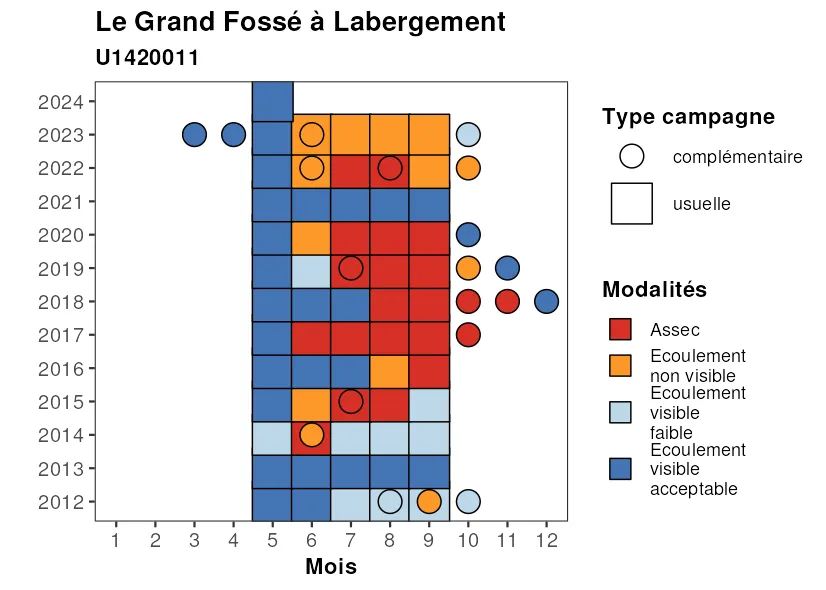 Le Grand Fossé à Labergement
U1420011
2024
2023
2022
2021
2020
2019
2018
2017
2016
2015
2014
2013
2012
1 2 3 4 5 6 7 8 9 10 11 12
Mois
Type campagne
complémentaire
usuelle
Modalités
Assec
Ecoulement
non visible
Ecoulement
visible
faible
Ecoulement
visible
acceptable